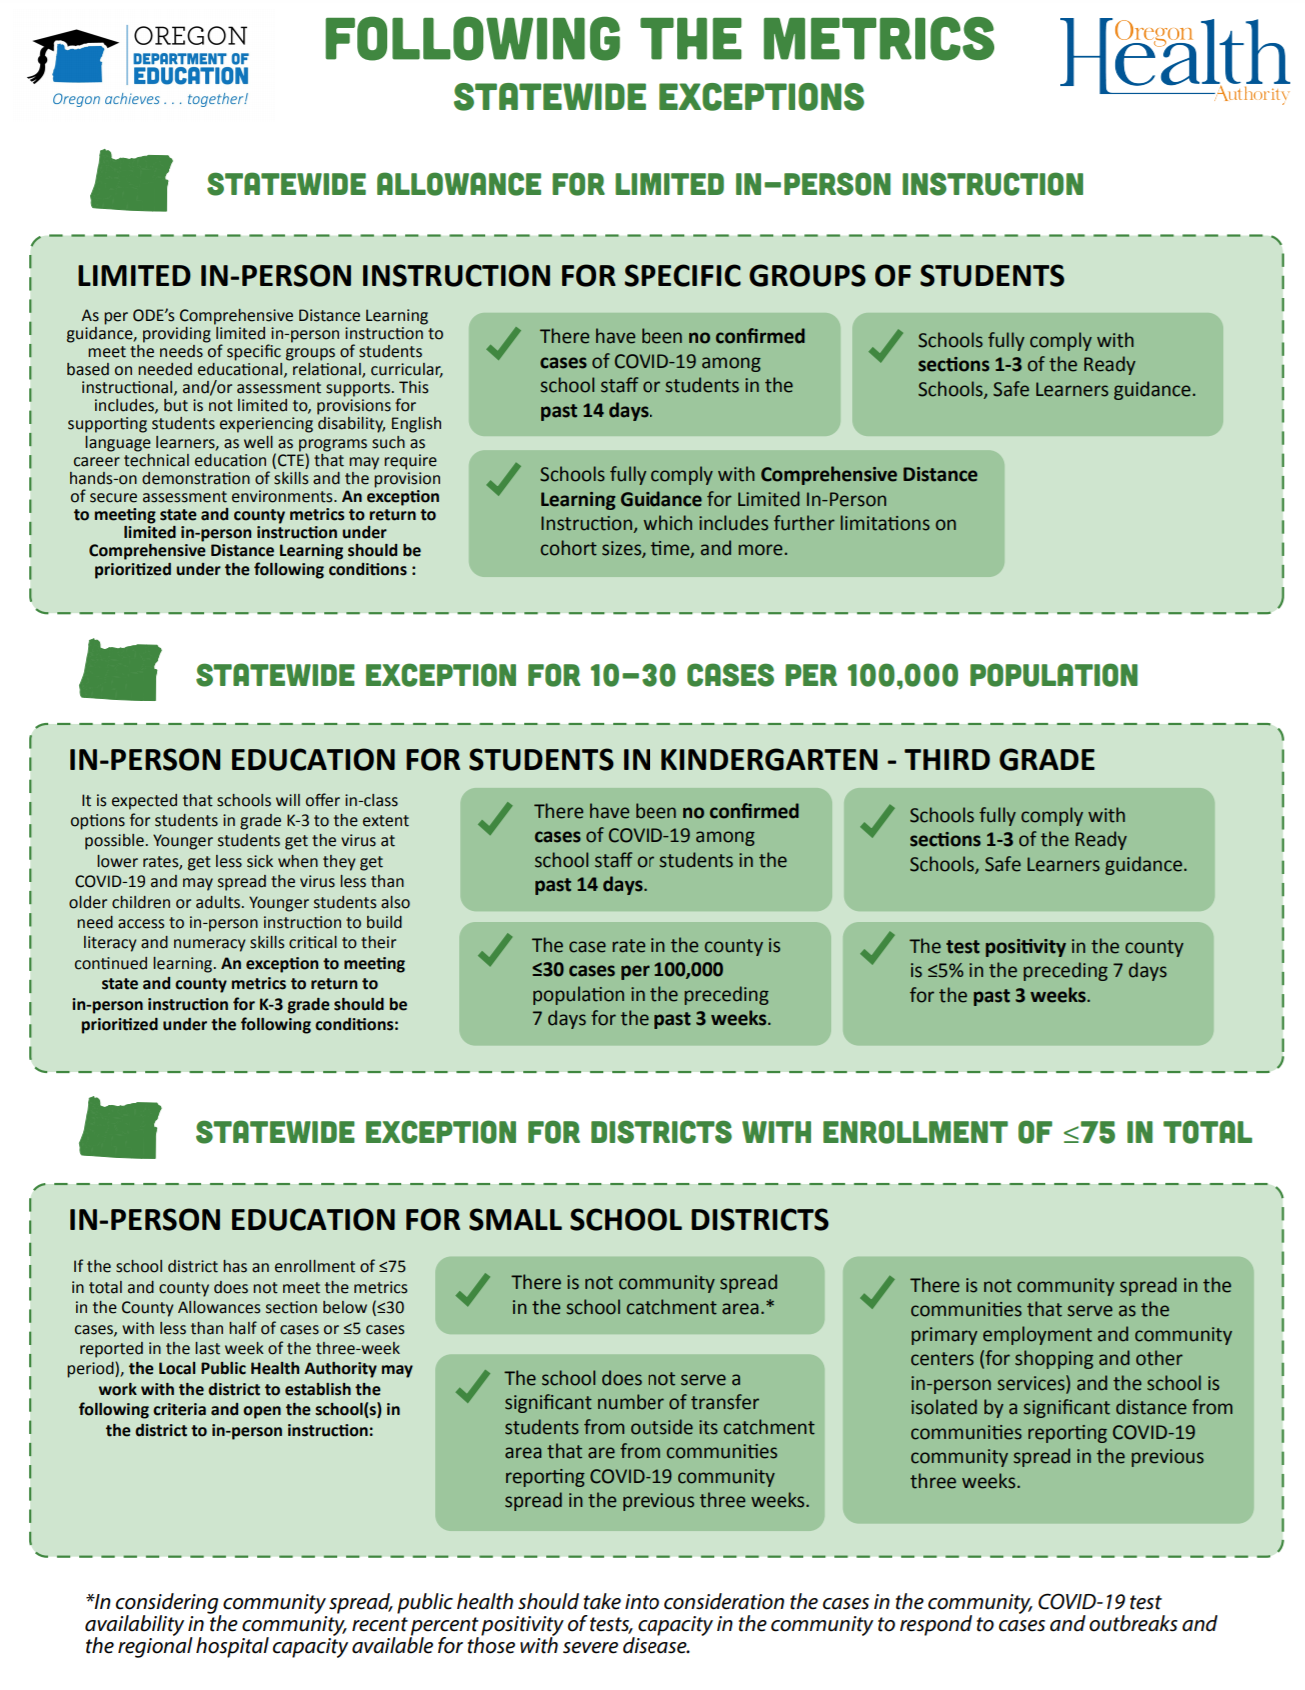 OREGON
DEPARTMENT OF
EDUCATION
Oregon achieves . . . together!
FOLLOWING THE METRICS
STATEWIDE EXCEPTIONS
Oregon
Health
Authority
STATEWIDE ALLOWANCE FOR LIMITED IN-PERSON INSTRUCTION
LIMITED IN-PERSON INSTRUCTION FOR SPECIFIC GROUPS OF STUDENTS
As per ODE's Comprehensive Distance Learning
guidance, providing limited in-person instruction to
meet the needs of specific groups of students
based on needed educational, relational, curricular,
instructional, and/or assessment supports. This
includes, but is not limited to, provisions for
supporting students experiencing disability, English
language learners, as well as programs such as
career technical education (CTE) that may require
hands-on demonstration of skills and the provision
of secure assessment environments. An exception
to meeting state and county metrics to return to
limited in-person instruction under
Comprehensive Distance Learning should be
prioritized under the following conditions :
There have been no confirmed
cases of COVID-19 among
school staff or students in the
past 14 days.
Schools fully comply with
sections 1-3 of the Ready
Schools, Safe Learners guidance.
Schools fully comply with Comprehensive Distance
Learning Guidance for Limited In-Person
Instruction, which includes further limitations on
cohort sizes, time, and more.
STATEWIDE EXCEPTION FOR 10-30 CASES PER 100,000 POPULATION
IN-PERSON EDUCATION FOR STUDENTS IN KINDERGARTEN - THIRD GRADE
It is expected that schools will offer in-class
options for students in grade K-3 to the extent
possible. Younger students get the virus at
lower rates, get less sick when they get
COVID-19 and may spread the virus less than
older children or adults. Younger students also
need access to in-person instruction to build
literacy and numeracy skills critical to their
continued learning. An exception to meeting
state and county metrics to return to
in-person instruction for K-3 grade should be
prioritized under the following conditions:
There have been no confirmed
cases of COVID-19 among
school staff or students in the
past 14 days.
Schools fully comply with
sections 1-3 of the Ready
Schools, Safe Learners guidance.
The case rate in the county is
≤30 cases per 100,000
population in the preceding
7 days for the past 3 weeks.
The test positivity in the county
is ≤5% in the preceding 7 days
for the past 3 weeks.
STATEWIDE EXCEPTION FOR DISTRICTS WITH ENROLLMENT OF ≤75 IN TOTAL
IN-PERSON EDUCATION FOR SMALL SCHOOL DISTRICTS
If the school district has an enrollment of ≤75
in total and county does not meet the metrics
in the County Allowances section below (≤30
cases, with less than half of cases or ≤5 cases
reported in the last week of the three-week
period), the Local Public Health Authority may
work with the district to establish the
following criteria and open the school(s) in
the district to in-person instruction:
There is not community spread
in the school catchment area.*
The school does not serve a
significant number of transfer
students from outside its catchment
area that are from communities
reporting COVID-19 community
spread in the previous three weeks.
There is not community spread in the
communities that serve as the
primary employment and community
centers (for shopping and other
in-person services) and the school is
isolated by a significant distance from
communities reporting COVID-19
community spread in the previous
three weeks.
*In considering community spread, public health should take into consideration the cases in the community, COVID-19 test
availability in the community, recent percent positivity of tests, capacity in the community to respond to cases and outbreaks and
the regional hospital capacity available for those with severe disease.